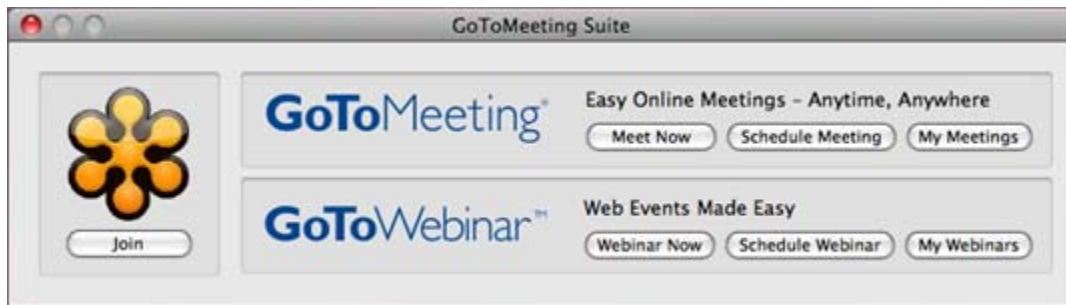 GoToMeeting Suite
Join
GoToMeeting®
Easy Online Meetings – Anytime, Anywhere
Meet Now
Schedule Meeting
My Meetings
GoToWebinar™
Web Events Made Easy
Webinar Now
Schedule Webinar
My Webinars